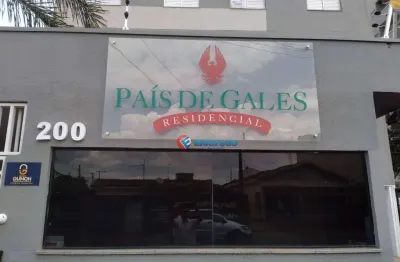 PAÍS DE GALES
RESIDENCIAL
200